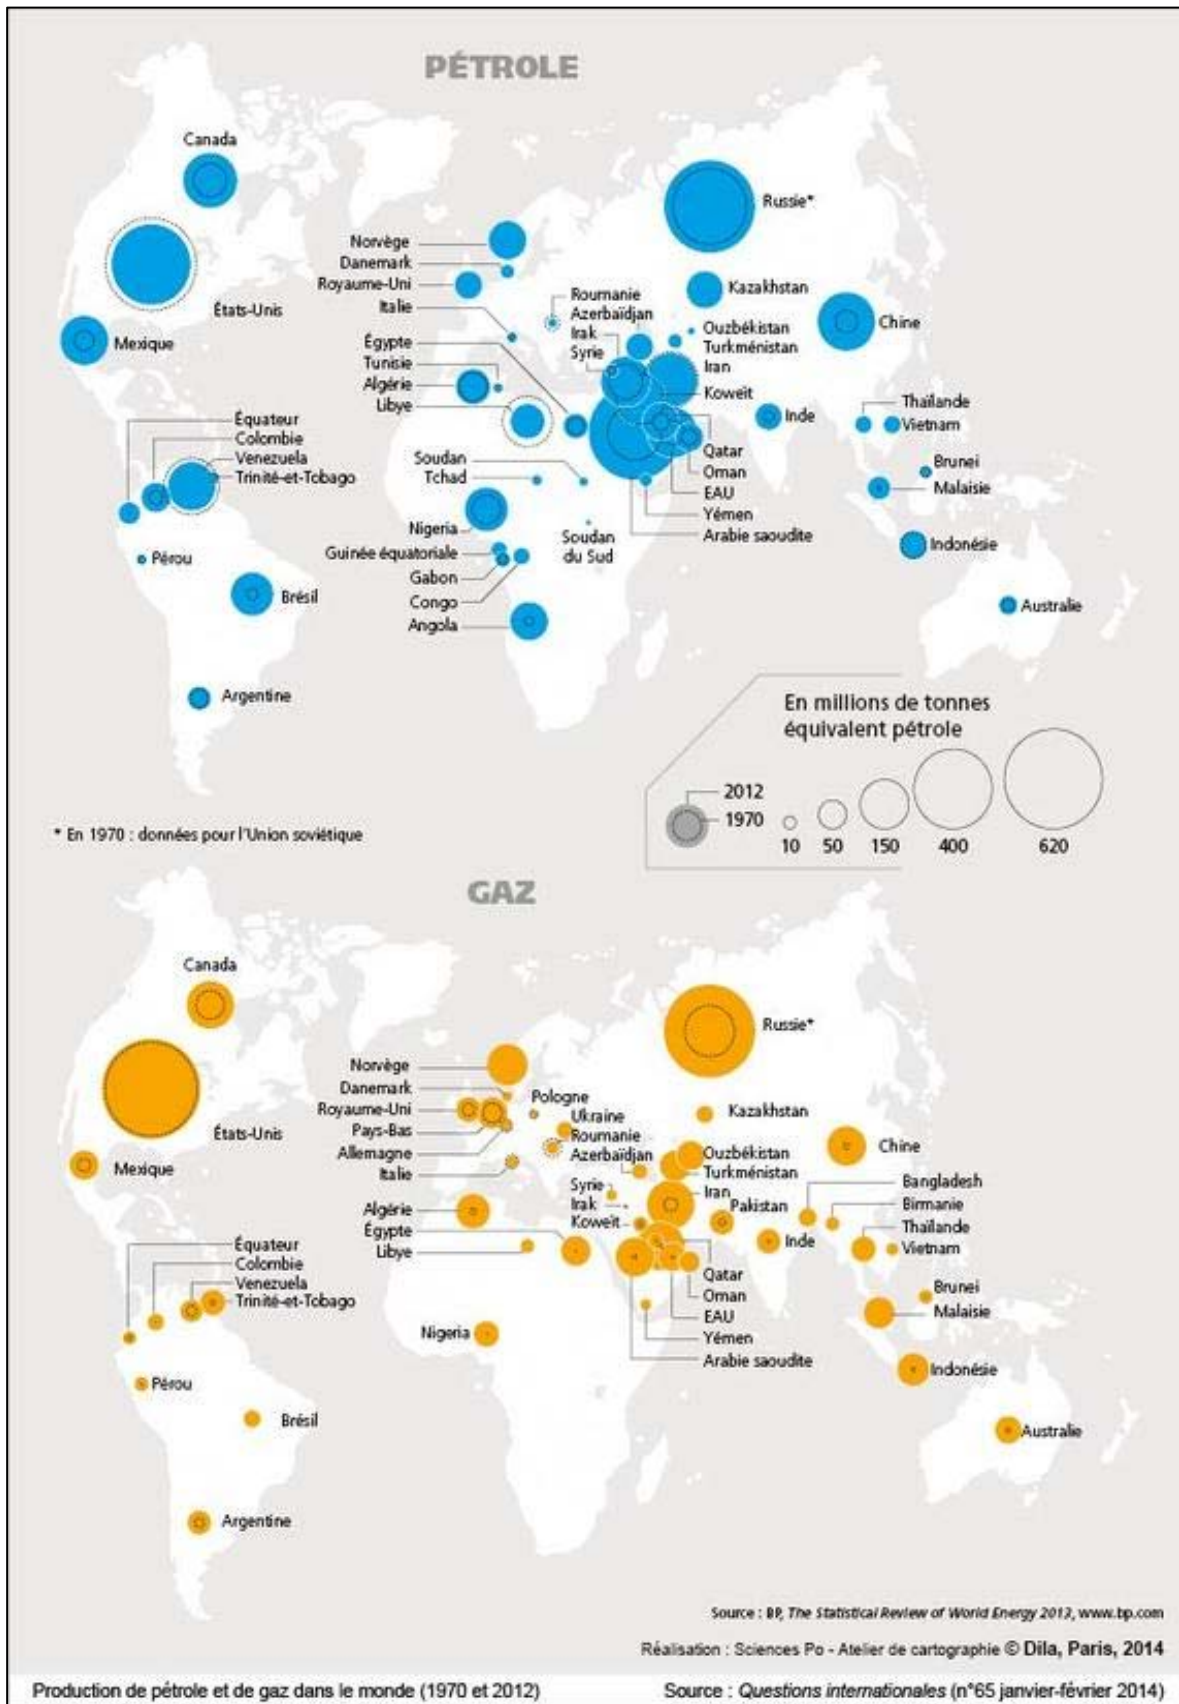 PÉTROLE
Canada
Russie*
Norvège
Danemark
Royaume-Uni
Italie
Roumanie
Azerbaïdjan
Irak
Syrie
Kazakhstan
Ouzbékistan
Turkménistan
Iran
Koweït
Chine
États-Unis
Mexique
Égypte
Tunisie
Algérie
Libye
Inde
Thaïlande
Vietnam
Équateur
Colombie
Venezuela
Trinité-et-Tobago
Soudan
Tchad
Qatar
Oman
EAU
Yémen
Arabie saoudite
Brunei
Malaisie
Nigeria
Guinée équatoriale
Gabon
Congo
Angola
Soudan
du Sud
Indonésie
Pérou
Brésil
Australie
Argentine
En millions de tonnes
équivalent pétrole
2012
1970
10 50 150 400 620
* En 1970 : données pour l'Union soviétique
GAZ
Canada
Russie*
Norvège
Danemark
Royaume-Uni
Pays-Bas
Allemagne
Italie
Pologne
Ukraine
Roumanie
Azerbaïdjan
Kazakhstan
Ouzbékistan
Turkménistan
Iran
Chine
États-Unis
Mexique
Syrie
Irak
Koweït
Pakistan
Bangladesh
Birmanie
Thaïlande
Vietnam
Algérie
Égypte
Libye
Inde
Équateur
Colombie
Venezuela
Trinité-et-Tobago
Qatar
Oman
EAU
Yémen
Arabie saoudite
Brunei
Malaisie
Nigeria
Indonésie
Pérou
Brésil
Australie
Argentine
Source : BP, The Statistical Review of World Energy 2013, www.bp.com
Réalisation : Sciences Po - Atelier de cartographie © Dila, Paris, 2014
Production de pétrole et de gaz dans le monde (1970 et 2012)
Source : Questions internationales (n°65 janvier-février 2014)